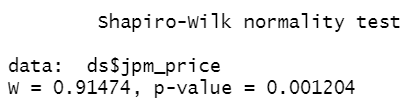 Shapiro-Wilk normality test
data:  ds$jpm_price
W = 0.91474, p-value = 0.001204